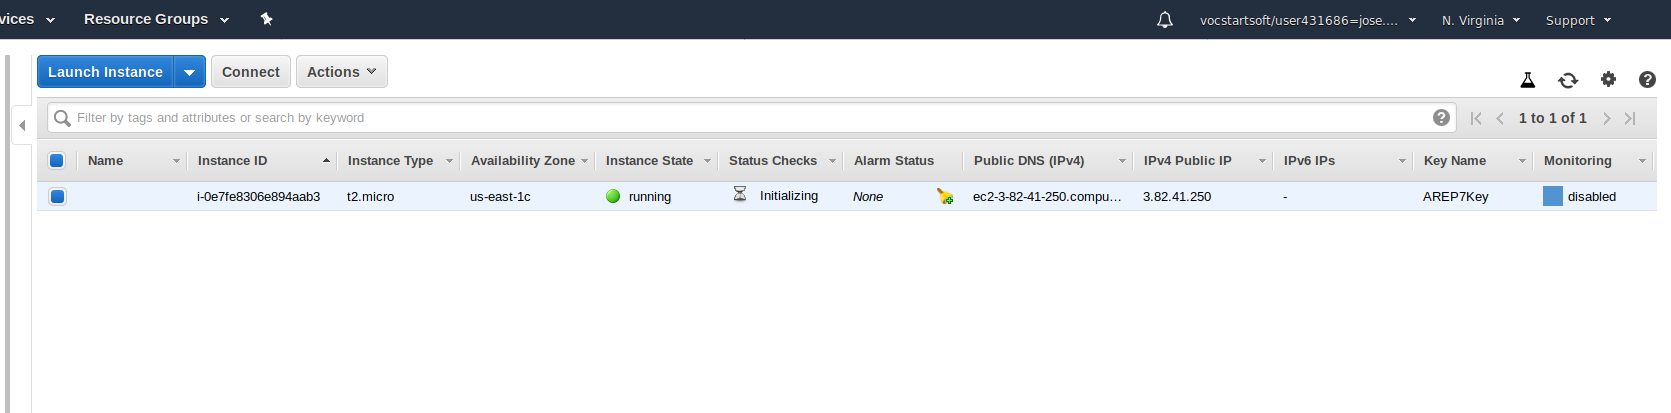 vices Resource Groups vocstartsoft/user431686=jose.... N. Virginia Support
Launch Instance Connect Actions
Filter by tags and attributes or search by keyword 1 to 1 of 1
Name Instance ID Instance Type Availability Zone Instance State Status Checks Alarm Status Public DNS (IPv4) IPv4 Public IP IPv6 IPs Key Name Monitoring
i-0e7fe8306e894aab3 t2.micro us-east-1c running Initializing None ec2-3-82-41-250.compu... 3.82.41.250 - AREP7Key disabled